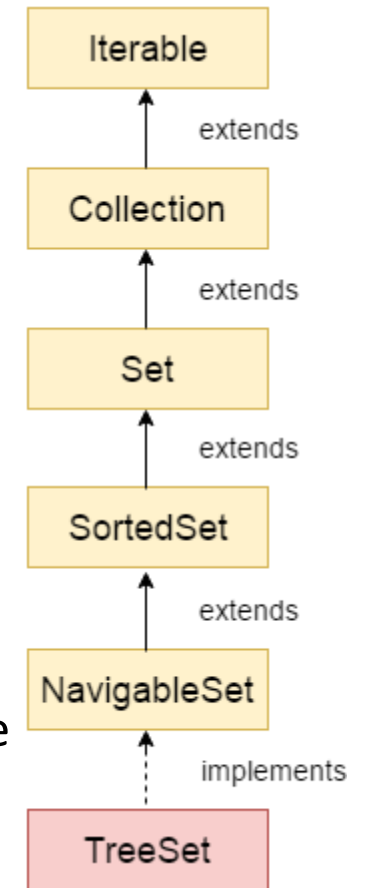 Iterable
extends
Collection
extends
Set
extends
SortedSet
extends
NavigableSet
e
implements
TreeSet